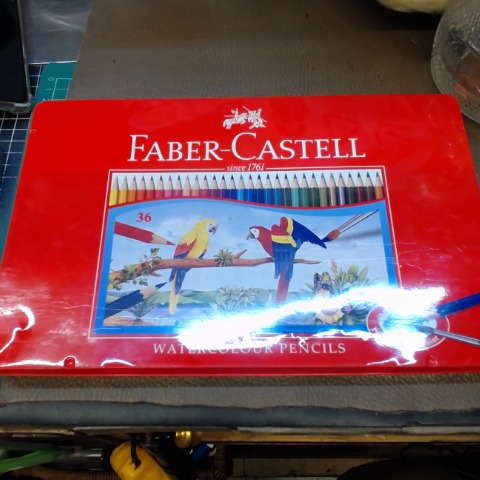 FABER-CASTELL
since 1761
36
WATERCOLOUR PENCILS